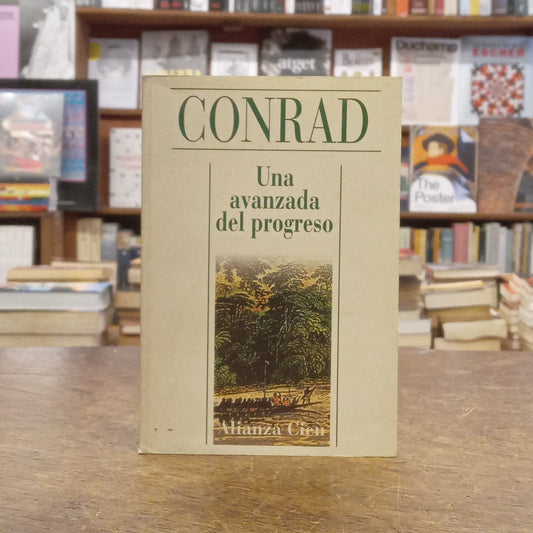 CONRAD
Una
avanzada
del progreso
Alianza Cien
atget
Duchamp
ESCHER
The
Poster